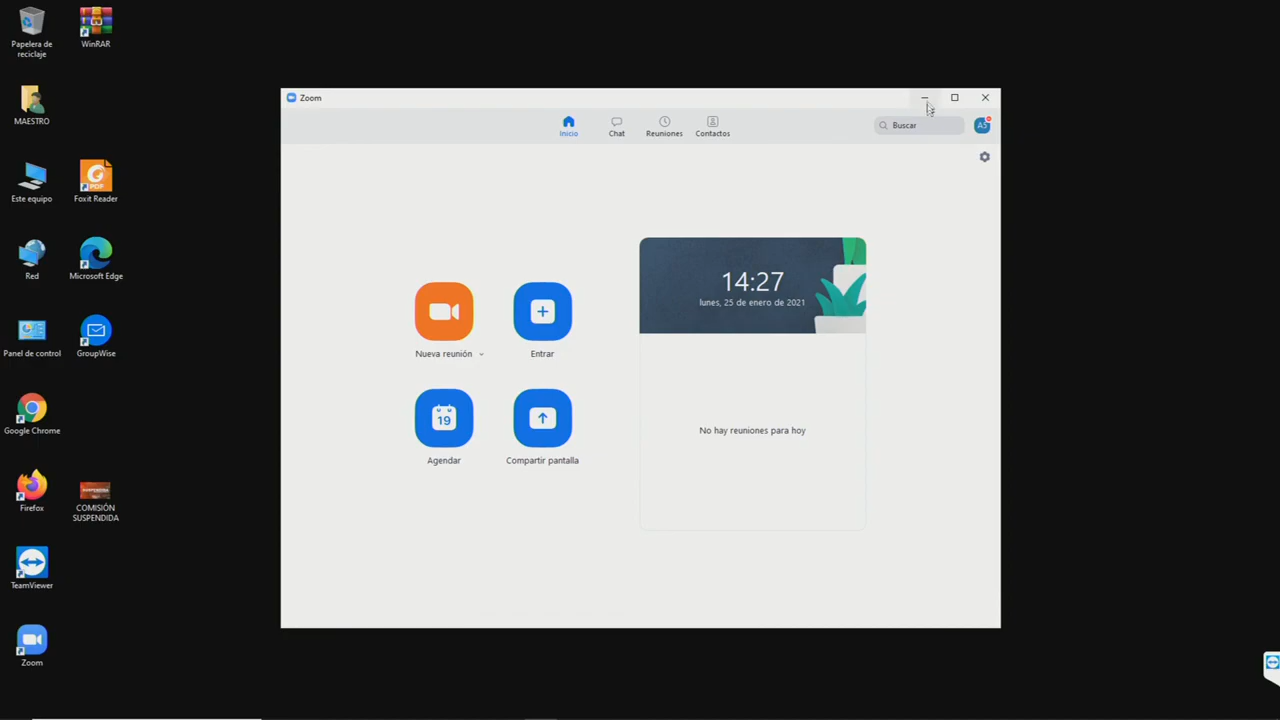 Papelera de
reciclaje
WinRAR
MAESTRO
Este equipo
PDF
Foxit Reader
Red
Microsoft Edge
Panel de control
GroupWise
Google Chrome
Firefox
COMISIÓN
SUSPENDIDA
TeamViewer
Zoom
Zoom
Inicio
Chat
Reuniones
Contactos
Buscar
AS
14:27
lunes, 25 de enero de 2021
Nueva reunión
Entrar
19
Agendar
Compartir pantalla
No hay reuniones para hoy